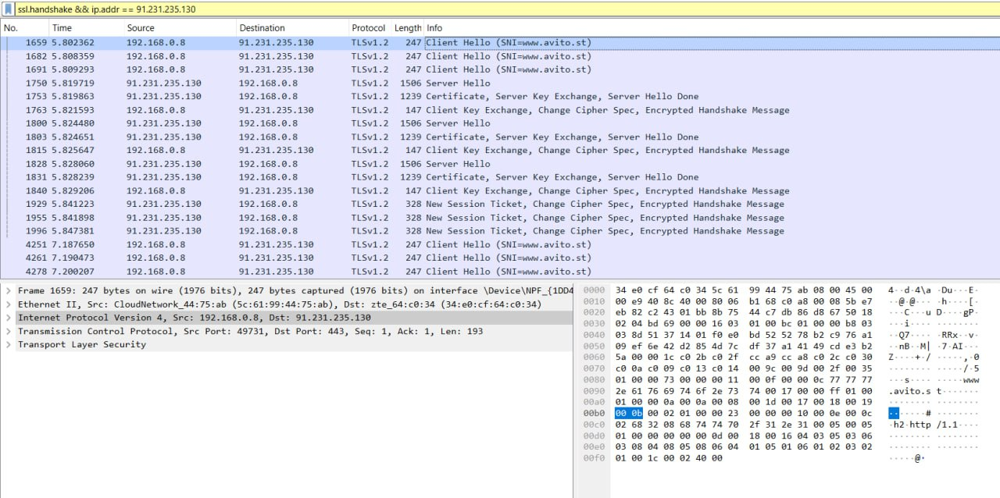 ssl.handshake && ip.addr == 91.231.235.130
No. Time Source Destination Protocol Length Info
1659 5.802362 192.168.0.8 91.231.235.130 TLSv1.2 247 Client Hello (SNI=www.avito.st)
1682 5.808359 192.168.0.8 91.231.235.130 TLSv1.2 247 Client Hello (SNI=www.avito.st)
1691 5.809293 192.168.0.8 91.231.235.130 TLSv1.2 247 Client Hello (SNI=www.avito.st)
1750 5.819719 91.231.235.130 192.168.0.8 TLSv1.2 1506 Server Hello
1753 5.819863 91.231.235.130 192.168.0.8 TLSv1.2 1239 Certificate, Server Key Exchange, Server Hello Done
1763 5.821593 192.168.0.8 91.231.235.130 TLSv1.2 147 Client Key Exchange, Change Cipher Spec, Encrypted Handshake Message
1800 5.824480 91.231.235.130 192.168.0.8 TLSv1.2 1506 Server Hello
1803 5.824651 91.231.235.130 192.168.0.8 TLSv1.2 1239 Certificate, Server Key Exchange, Server Hello Done
1815 5.825647 192.168.0.8 91.231.235.130 TLSv1.2 147 Client Key Exchange, Change Cipher Spec, Encrypted Handshake Message
1828 5.828060 91.231.235.130 192.168.0.8 TLSv1.2 1506 Server Hello
1831 5.828239 91.231.235.130 192.168.0.8 TLSv1.2 1239 Certificate, Server Key Exchange, Server Hello Done
1840 5.829206 192.168.0.8 91.231.235.130 TLSv1.2 147 Client Key Exchange, Change Cipher Spec, Encrypted Handshake Message
1929 5.841223 91.231.235.130 192.168.0.8 TLSv1.2 328 New Session Ticket, Change Cipher Spec, Encrypted Handshake Message
1955 5.841898 91.231.235.130 192.168.0.8 TLSv1.2 328 New Session Ticket, Change Cipher Spec, Encrypted Handshake Message
1996 5.847381 91.231.235.130 192.168.0.8 TLSv1.2 328 New Session Ticket, Change Cipher Spec, Encrypted Handshake Message
4251 7.187650 192.168.0.8 91.231.235.130 TLSv1.2 247 Client Hello (SNI=www.avito.st)
4261 7.190473 192.168.0.8 91.231.235.130 TLSv1.2 247 Client Hello (SNI=www.avito.st)
4278 7.200207 192.168.0.8 91.231.235.130 TLSv1.2 247 Client Hello (SNI=www.avito.st)
Frame 1659: 247 bytes on wire (1976 bits), 247 bytes captured (1976 bits) on interface \Device\NPF_{1DD4
Ethernet II, Src: CloudNetwork_44:75:ab (5c:61:99:44:75:ab), Dst: zte_64:c0:34 (34:e0:cf:64:c0:34)
Internet Protocol Version 4, Src: 192.168.0.8, Dst: 91.231.235.130
Transmission Control Protocol, Src Port: 49731, Dst Port: 443, Seq: 1, Ack: 1, Len: 193
Transport Layer Security
0000 34 e0 cf 64 c0 34 5c 61 99 44 75 ab 08 00 45 00 4··d·4\a ·Du···E·
0010 00 e9 40 8c 40 00 80 06 b1 68 c0 a8 00 08 5b e7 ··@·@··· ·h····[·
0020 eb 82 c2 43 01 bb 8b 75 44 c7 db 86 d8 67 50 18 ···C···u D····gP·
0030 02 04 bd 69 00 00 16 03 01 00 bc 01 00 00 b8 03 ···i···· ········
0040 03 8d 51 37 14 01 f0 e0 bd 52 52 78 b2 c9 76 a1 ··Q7···· ·RRx··v·
0050 09 ef 6e 42 d2 85 4d 7c df 37 a1 41 49 cd e3 b2 ··nB··M| ·7·AI···
0060 5a 00 00 1c c0 2b c0 2f cc a9 cc a8 c0 2c c0 30 Z····+·/ ·····,·0
0070 c0 0a c0 09 c0 13 c0 14 00 9c 00 9d 00 2f 00 35 ········ ·····/·5
0080 01 00 00 73 00 00 00 11 00 0f 00 00 0c 77 77 77 ···s···· ·····www
0090 2e 61 76 69 74 6f 2e 73 74 00 17 00 00 ff 01 00 .avito.s t·······
00a0 01 00 00 0a 00 0a 00 08 00 1d 00 17 00 18 00 19 ········ ········
00b0 00 0b 00 02 01 00 00 23 00 00 00 10 00 0e 00 0c ·······# ········
00c0 02 68 32 08 68 74 74 70 2f 31 2e 31 00 05 00 05 ·h2·http /1.1····
00d0 01 00 00 00 00 00 0d 00 18 00 16 04 03 05 03 06 ········ ········
00e0 03 08 04 08 05 08 06 04 01 05 01 06 01 02 03 02 ········ ········
00f0 01 00 1c 00 02 40 00 ·····@·